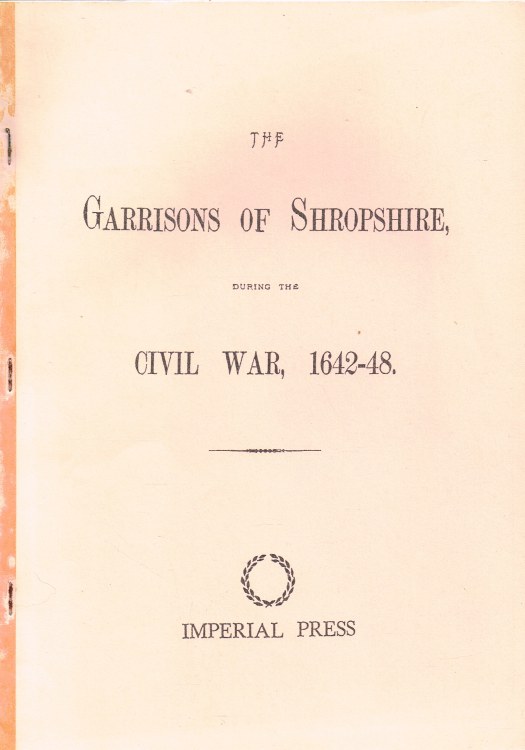 THE
GARRISONS OF SHROPSHIRE,
DURING THE
CIVIL WAR, 1642-48.
IMPERIAL PRESS